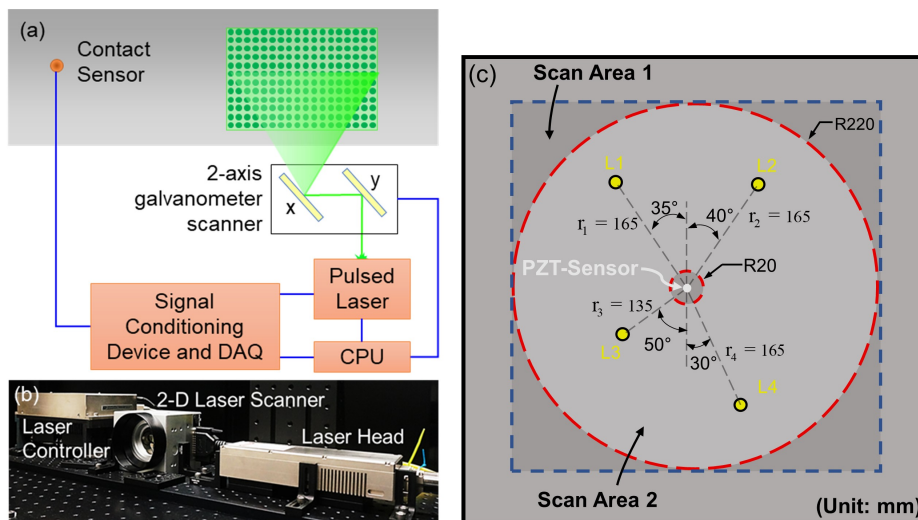 (a)
Contact
Sensor
2-axis
galvanometer
scanner
x
y
Pulsed
Laser
Signal
Conditioning
Device and DAQ
CPU
(b)
2-D Laser Scanner
Laser
Controller
Laser Head
(c)
Scan Area 1
R220
L1
L2
35°
40°
r₁ = 165
r₂ = 165
PZT-Sensor
R20
r₃ = 135
L3
50°
30°
r₄ = 165
L4
Scan Area 2
(Unit: mm)